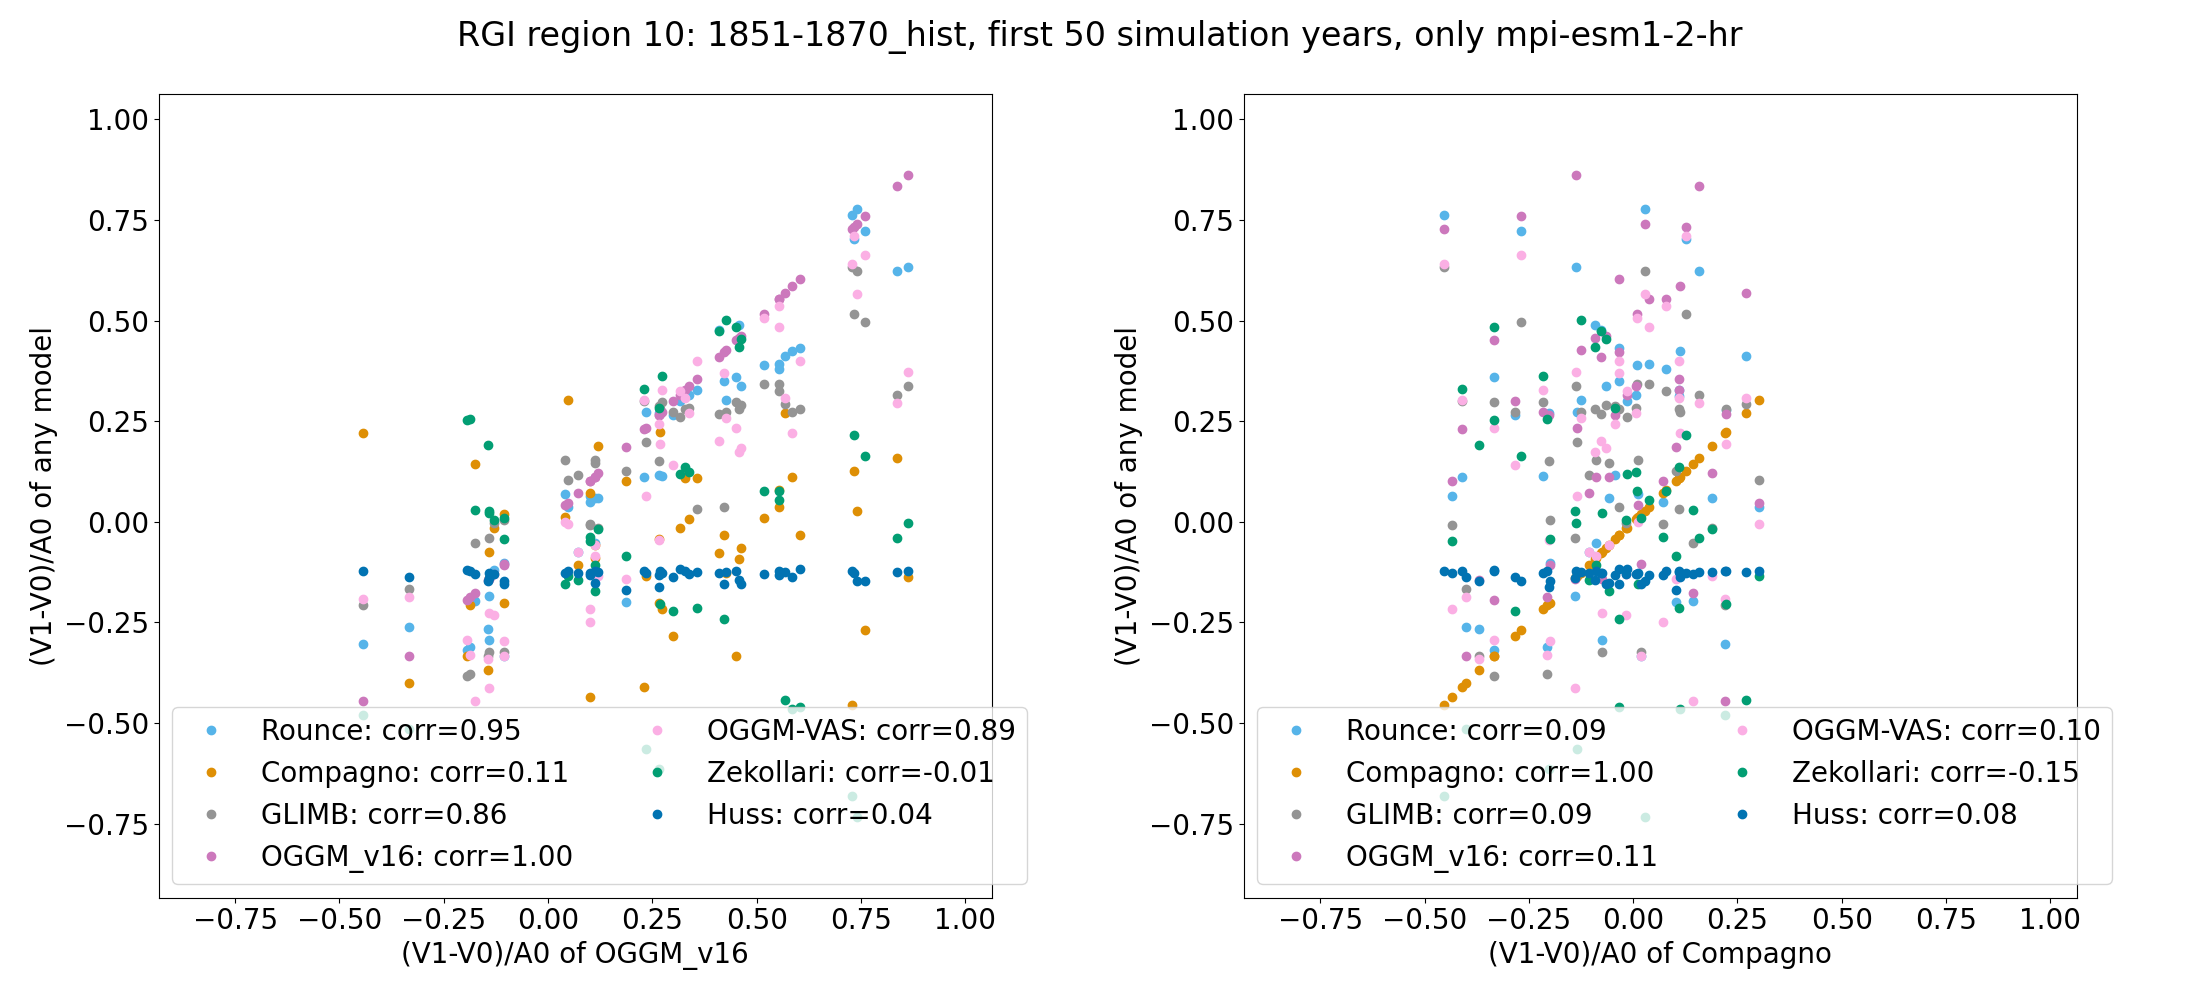 RGI region 10: 1851-1870_hist, first 50 simulation years, only mpi-esm1-2-hr
(V1-V0)/A0 of any model
1.00
0.75
0.50
0.25
0.00
−0.25
−0.50
−0.75
Rounce: corr=0.95
Compagno: corr=0.11
GLIMB: corr=0.86
OGGM_v16: corr=1.00
OGGM-VAS: corr=0.89
Zekollari: corr=-0.01
Huss: corr=0.04
−0.75 −0.50 −0.25 0.00 0.25 0.50 0.75 1.00
(V1-V0)/A0 of OGGM_v16
(V1-V0)/A0 of any model
1.00
0.75
0.50
0.25
0.00
−0.25
−0.50
−0.75
Rounce: corr=0.09
Compagno: corr=1.00
GLIMB: corr=0.09
OGGM_v16: corr=0.11
OGGM-VAS: corr=0.10
Zekollari: corr=-0.15
Huss: corr=0.08
−0.75 −0.50 −0.25 0.00 0.25 0.50 0.75 1.00
(V1-V0)/A0 of Compagno